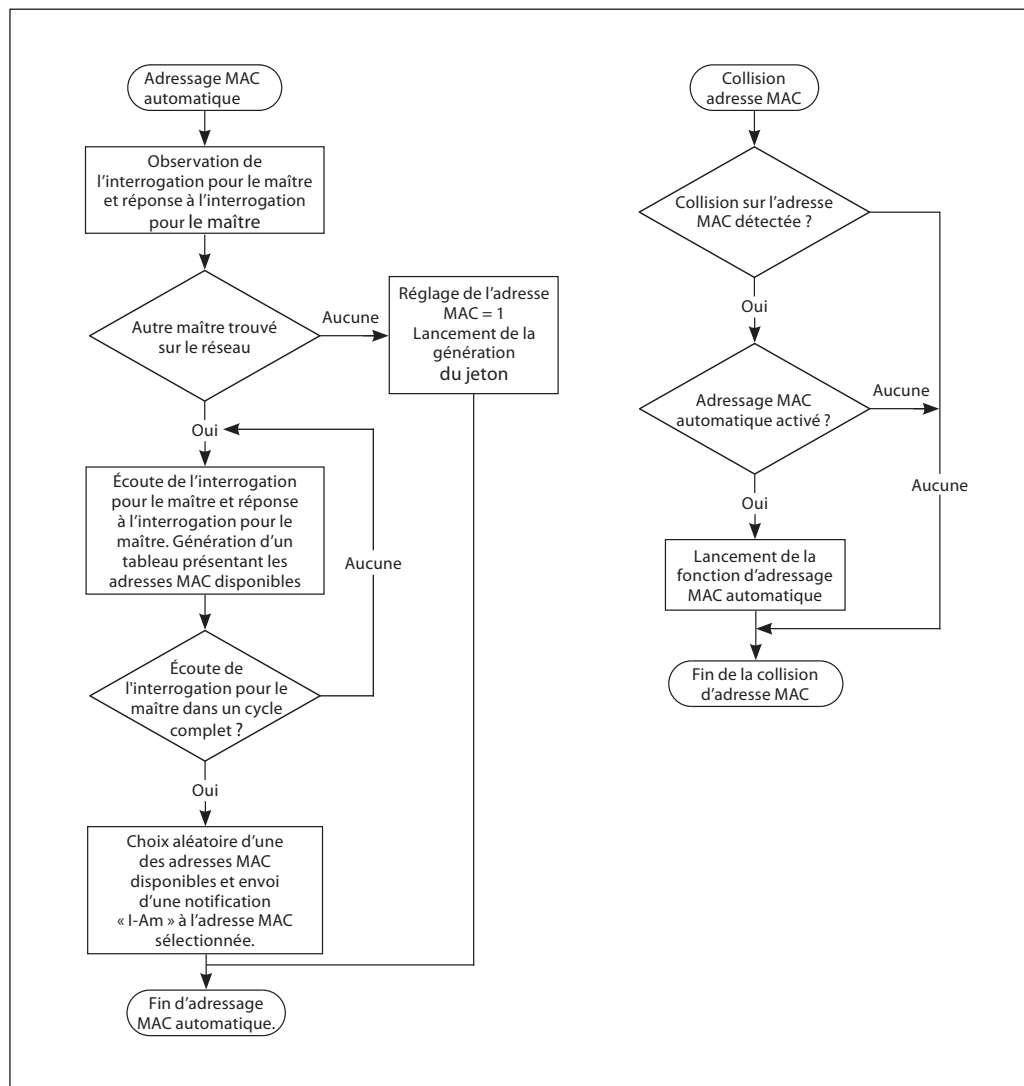 Adressage MAC
automatique
Observation de
l'interrogation pour le maître
et réponse à l'interrogation
pour le maître
Autre maître trouvé
sur le réseau
Aucune
Réglage de l'adresse
MAC = 1
Lancement de la
génération
du jeton
Oui
Écoute de l'interrogation
pour le maître et réponse
à l'interrogation pour le
maître. Génération d'un
tableau présentant les
adresses MAC disponibles
Aucune
Écoute de
l'interrogation pour le
maître dans un cycle
complet ?
Oui
Choix aléatoire d'une
des adresses MAC
disponibles et envoi
d'une notification
« I-Am » à l'adresse MAC
sélectionnée.
Fin d'adressage
MAC automatique.
Collision
adresse MAC
Collision sur l'adresse
MAC détectée ?
Oui
Adressage MAC
automatique activé ?
Aucune
Aucune
Oui
Lancement de la
fonction d'adressage
MAC automatique
Fin de la collision
d'adresse MAC